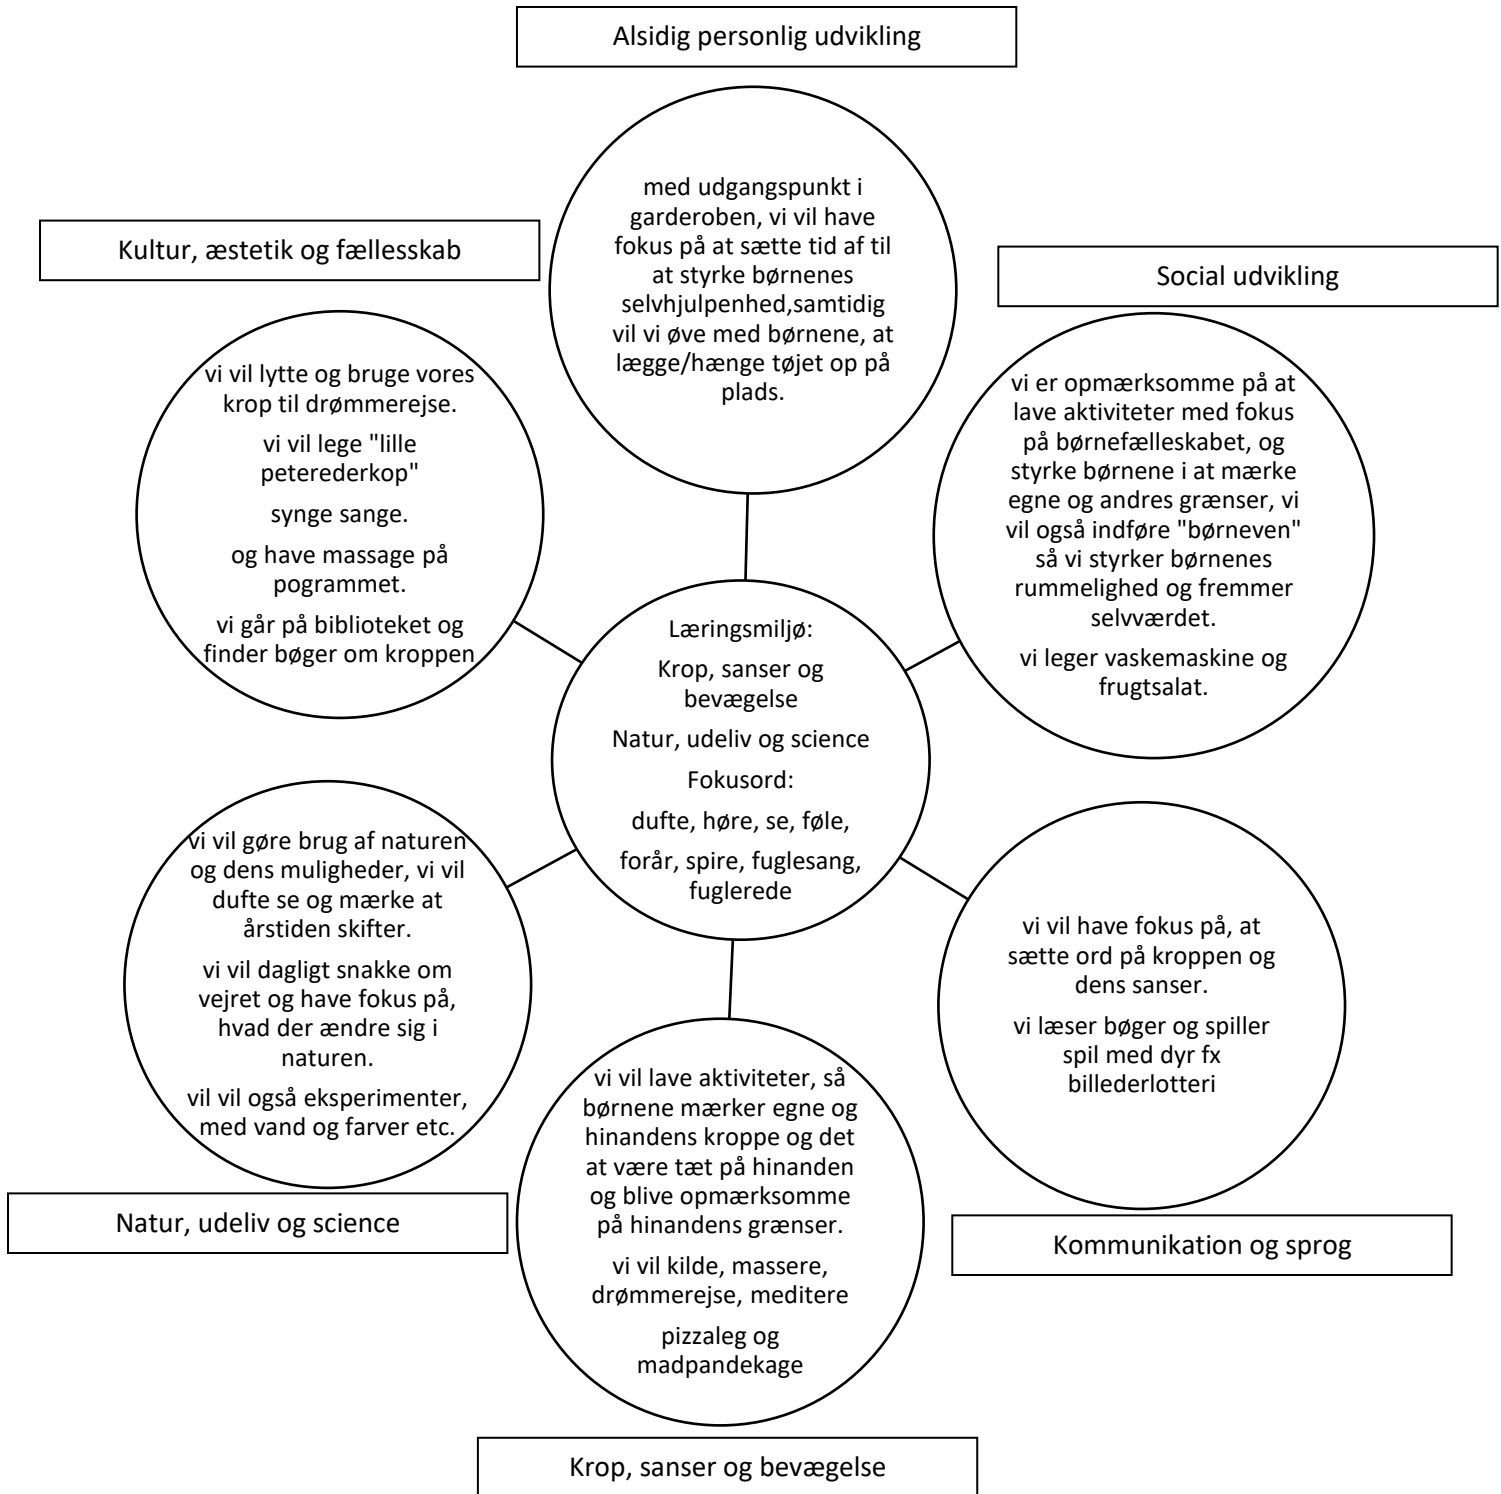 Alsidig personlig udvikling
med udgangspunkt i
garderoben, vi vil have
fokus på at sætte tid af til
at styrke børnenes
selvhjulpenhed,samtidig
vil vi øve med børnene, at
lægge/hænge tøjet op på
plads.
Kultur, æstetik og fællesskab
vi vil lytte og bruge vores
krop til drømmerejse.
vi vil lege "lille
peterederkop"
synge sange.
og have massage på
pogrammet.
vi går på biblioteket og
finder bøger om kroppen
Social udvikling
vi er opmærksomme på at
lave aktiviteter med fokus
på børnefælleskabet, og
styrke børnene i at mærke
egne og andres grænser, vi
vil også indføre "børneven"
så vi styrker børnenes
rummelighed og fremmer
selvværdet.
vi leger vaskemaskine og
frugtsalat.
Læringsmiljø:
Krop, sanser og
bevægelse
Natur, udeliv og science
Fokusord:
dufte, høre, se, føle,
forår, spire, fuglesang,
fuglerede
vi vil gøre brug af naturen
og dens muligheder, vi vil
dufte se og mærke at
årstiden skifter.
vi vil dagligt snakke om
vejret og have fokus på,
hvad der ændre sig i
naturen.
vil vil også eksperimenter,
med vand og farver etc.
Natur, udeliv og science
vi vil have fokus på, at
sætte ord på kroppen og
dens sanser.
vi læser bøger og spiller
spil med dyr fx
billederlotteri
Kommunikation og sprog
vi vil lave aktiviteter, så
børnene mærker egne og
hinandens kroppe og det
at være tæt på hinanden
og blive opmærksomme
på hinandens grænser.
vi vil kilde, massere,
drømmerejse, meditere
pizzaleg og
madpandekage
Krop, sanser og bevægelse